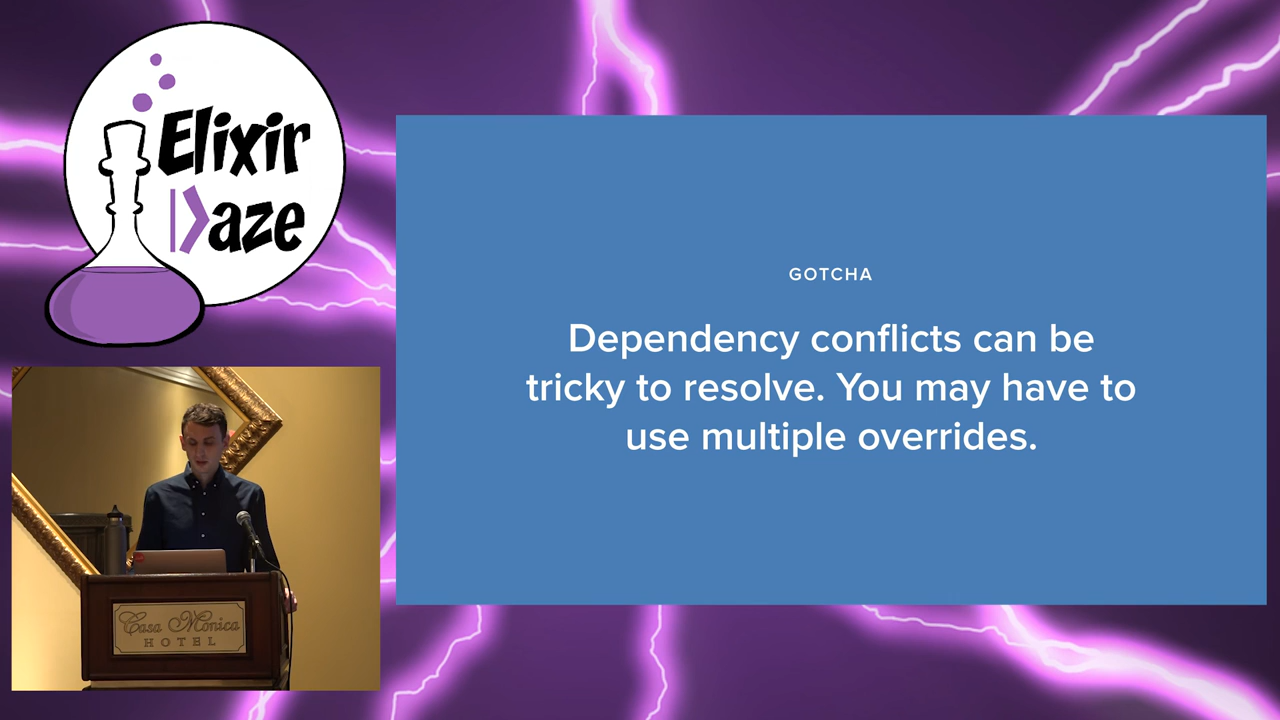 Elixir
Daze
GOTCHA
Dependency conflicts can be
tricky to resolve. You may have to
use multiple overrides.
Casa Monica
HOTEL